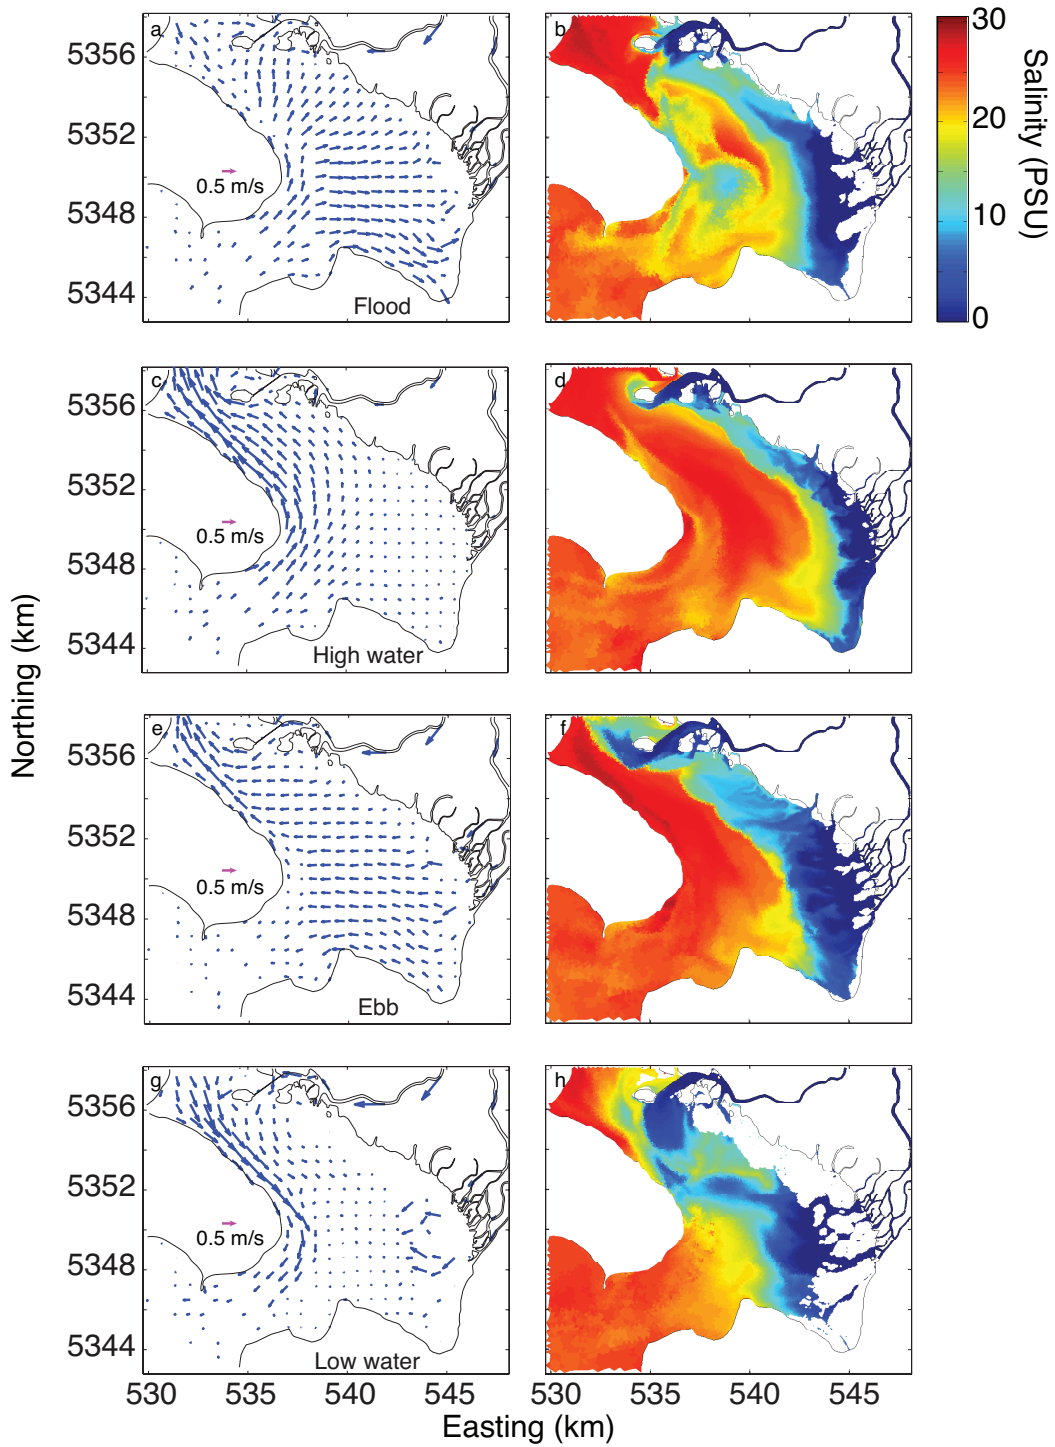 a
5356
5352
5348
5344
0.5 m/s
Flood
b
30
20
10
0
Salinity (PSU)
c
5356
5352
5348
5344
0.5 m/s
High water
d
Northing (km)
e
5356
5352
5348
5344
0.5 m/s
Ebb
f
g
5356
5352
5348
5344
0.5 m/s
Low water
h
530 535 540 545
530 535 540 545
Easting (km)